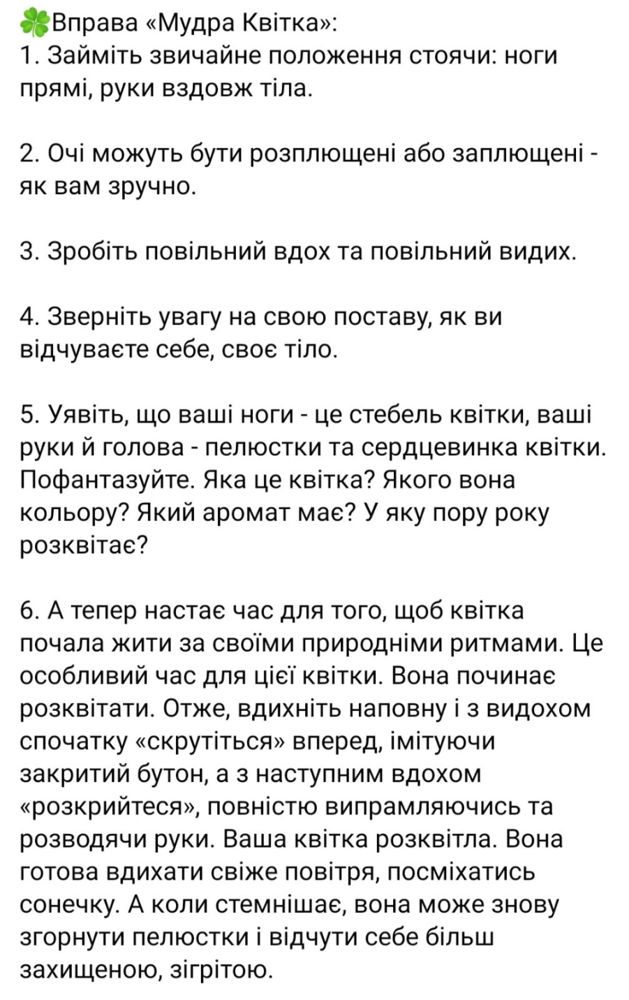 🍀Вправа «Мудра Квітка»:
1. Займіть звичайне положення стоячи: ноги
прямі, руки вздовж тіла.
2. Очі можуть бути розплющені або заплющені -
як вам зручно.
3. Зробіть повільний вдох та повільний видих.
4. Зверніть увагу на свою поставу, як ви
відчуваєте себе, своє тіло.
5. Уявіть, що ваші ноги - це стебель квітки, ваші
руки й голова - пелюстки та сердцевинка квітки.
Пофантазуйте. Яка це квітка? Якого вона
кольору? Який аромат має? У яку пору року
розквітає?
6. А тепер настає час для того, щоб квітка
почала жити за своїми природніми ритмами. Це
особливий час для цієї квітки. Вона починає
розквітати. Отже, вдихніть наповну і з видохом
спочатку «скрутіться» вперед, імітуючи
закритий бутон, а з наступним вдохом
«розкрийтеся», повністю випрамляючись та
розводячи руки. Ваша квітка розквітла. Вона
готова вдихати свіже повітря, посміхатись
сонечку. А коли стемнішає, вона може знову
згорнути пелюстки і відчути себе більш
захищеною, зігрітою.